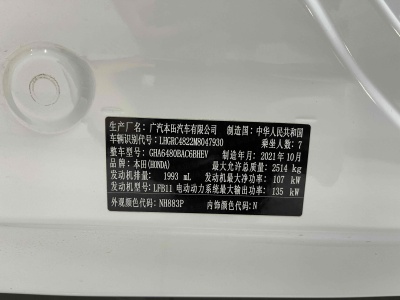 生产厂名：广汽本田汽车有限公司 制造国：中华人民共和国
车辆识别代号：LHGRC4822M8047930 乘坐人数：7
整车型号：GHA6480BAC6BHEV 制造年月：2021年10月
品牌：本田(HONDA) 最大允许总质量：2514 kg
发动机排量：1993 mL 发动机最大净功率：107 kW
发动机型号：LFB11 电动动力系统最大输出功率：135 kW
外观颜色代码：NH883P 内饰颜色代码：N